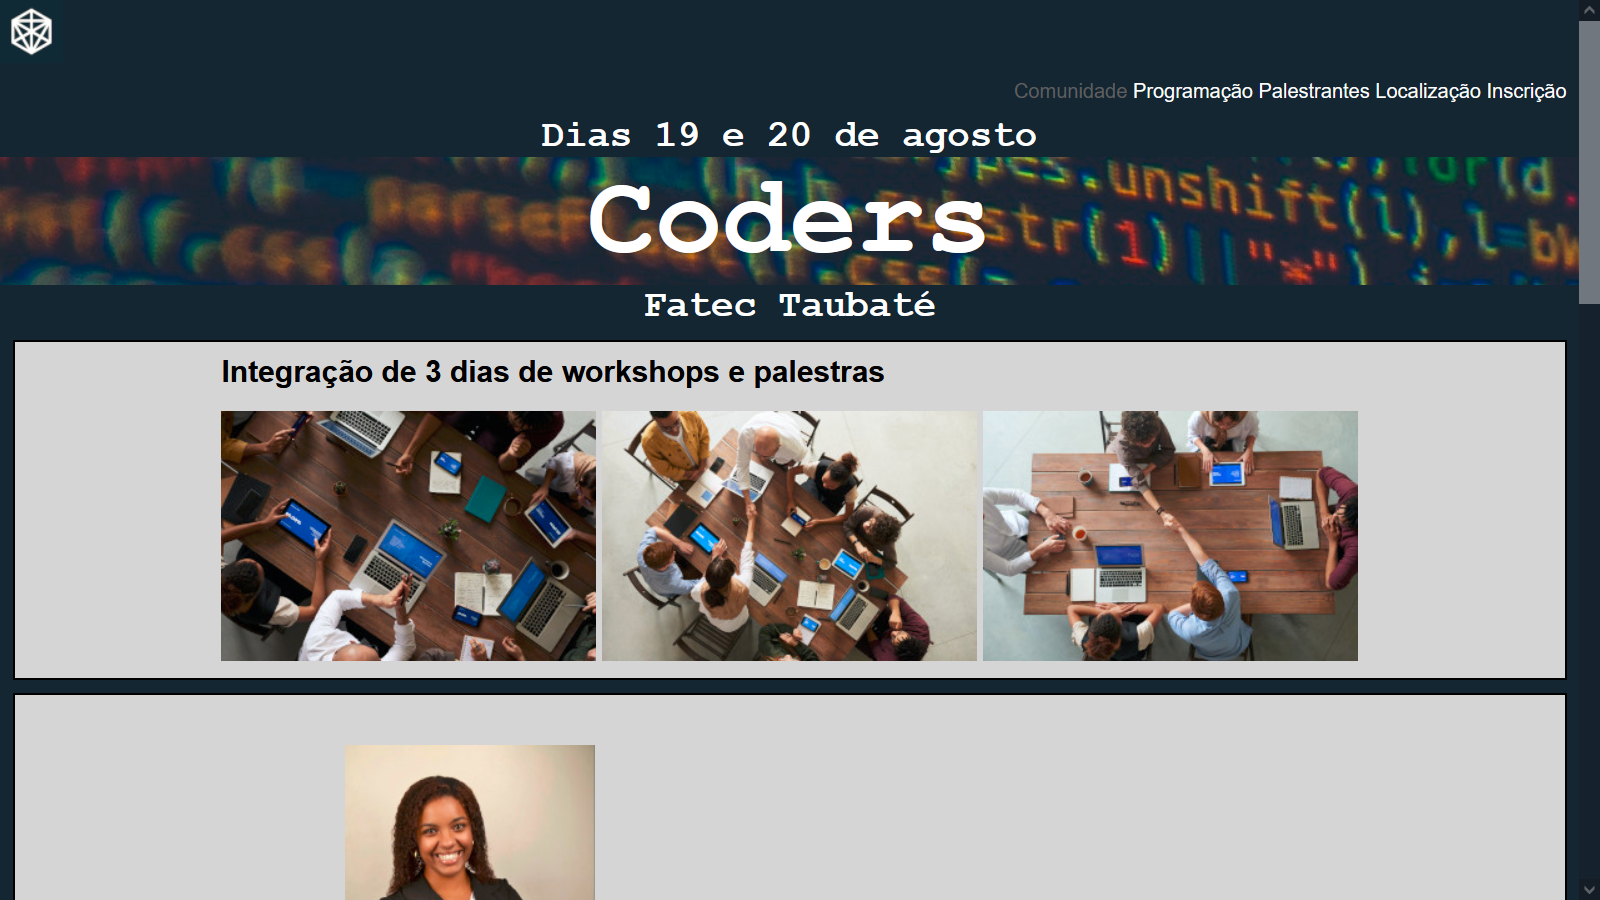 Comunidade Programação Palestrantes Localização Inscrição
Dias 19 e 20 de agosto
Coders
Fatec Taubaté
Integração de 3 dias de workshops e palestras